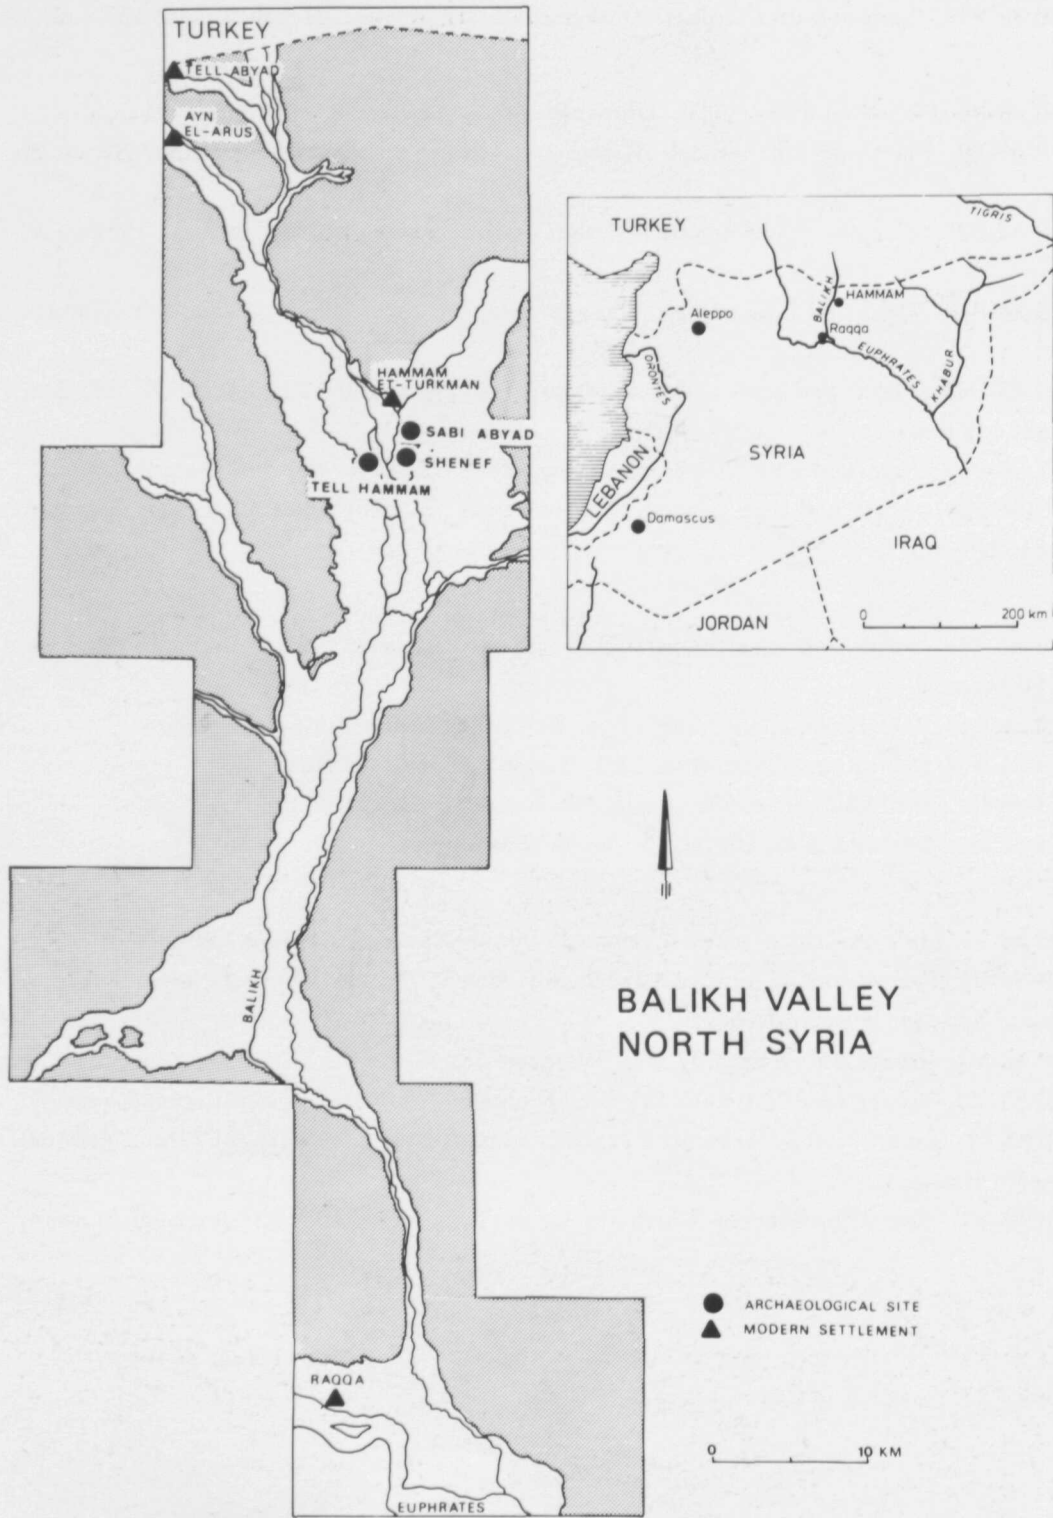 TURKEY
TELL ABYAD
AYN
EL-ARUS
HAMMAM
ET-TURKMAN
SABI ABYAD
SHENEF
TELL HAMMAM
BALIKH
RAQQA
EUPHRATES
TURKEY
TIGRIS
BALIKH
HAMMAM
Aleppo
Raqqa
ORONTES
EUPHRATES
KHABUR
LEBANON
SYRIA
Damascus
IRAQ
JORDAN
0 200 km
BALIKH VALLEY
NORTH SYRIA
ARCHAEOLOGICAL SITE
MODERN SETTLEMENT
0 10 KM